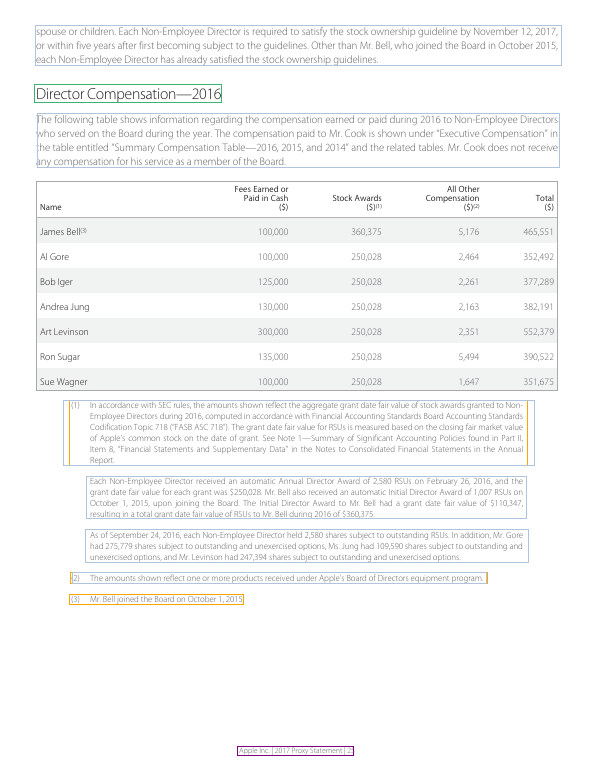 spouse or children. Each Non-Employee Director is required to satisfy the stock ownership guideline by November 12, 2017,
or within five years after first becoming subject to the guidelines. Other than Mr. Bell, who joined the Board in October 2015,
each Non-Employee Director has already satisfied the stock ownership guidelines.
Director Compensation—2016
The following table shows information regarding the compensation earned or paid during 2016 to Non-Employee Directors
who served on the Board during the year. The compensation paid to Mr. Cook is shown under “Executive Compensation” in
the table entitled “Summary Compensation Table—2016, 2015, and 2014” and the related tables. Mr. Cook does not receive
any compensation for his service as a member of the Board.
Name Fees Earned or Paid in Cash ($) Stock Awards ($)(1) All Other Compensation ($)(2) Total ($)
James Bell(3) 100,000 360,375 5,176 465,551
Al Gore 100,000 250,028 2,464 352,492
Bob Iger 125,000 250,028 2,261 377,289
Andrea Jung 130,000 250,028 2,163 382,191
Art Levinson 300,000 250,028 2,351 552,379
Ron Sugar 135,000 250,028 5,494 390,522
Sue Wagner 100,000 250,028 1,647 351,675
(1) In accordance with SEC rules, the amounts shown reflect the aggregate grant date fair value of stock awards granted to Non-
Employee Directors during 2016, computed in accordance with Financial Accounting Standards Board Accounting Standards
Codification Topic 718 (“FASB ASC 718”). The grant date fair value for RSUs is measured based on the closing fair market value
of Apple's common stock on the date of grant. See Note 1—Summary of Significant Accounting Policies found in Part II,
Item 8, “Financial Statements and Supplementary Data” in the Notes to Consolidated Financial Statements in the Annual
Report.
Each Non-Employee Director received an automatic Annual Director Award of 2,580 RSUs on February 26, 2016, and the
grant date fair value for each grant was $250,028. Mr. Bell also received an automatic Initial Director Award of 1,007 RSUs on
October 1, 2015, upon joining the Board. The Initial Director Award to Mr. Bell had a grant date fair value of $110,347,
resulting in a total grant date fair value of RSUs to Mr. Bell during 2016 of $360,375.
As of September 24, 2016, each Non-Employee Director held 2,580 shares subject to outstanding RSUs. In addition, Mr. Gore
had 275,779 shares subject to outstanding and unexercised options, Ms. Jung had 109,590 shares subject to outstanding and
unexercised options, and Mr. Levinson had 247,394 shares subject to outstanding and unexercised options.
(2) The amounts shown reflect one or more products received under Apple's Board of Directors equipment program.
(3) Mr. Bell joined the Board on October 1, 2015
Apple Inc. | 2017 Proxy Statement |